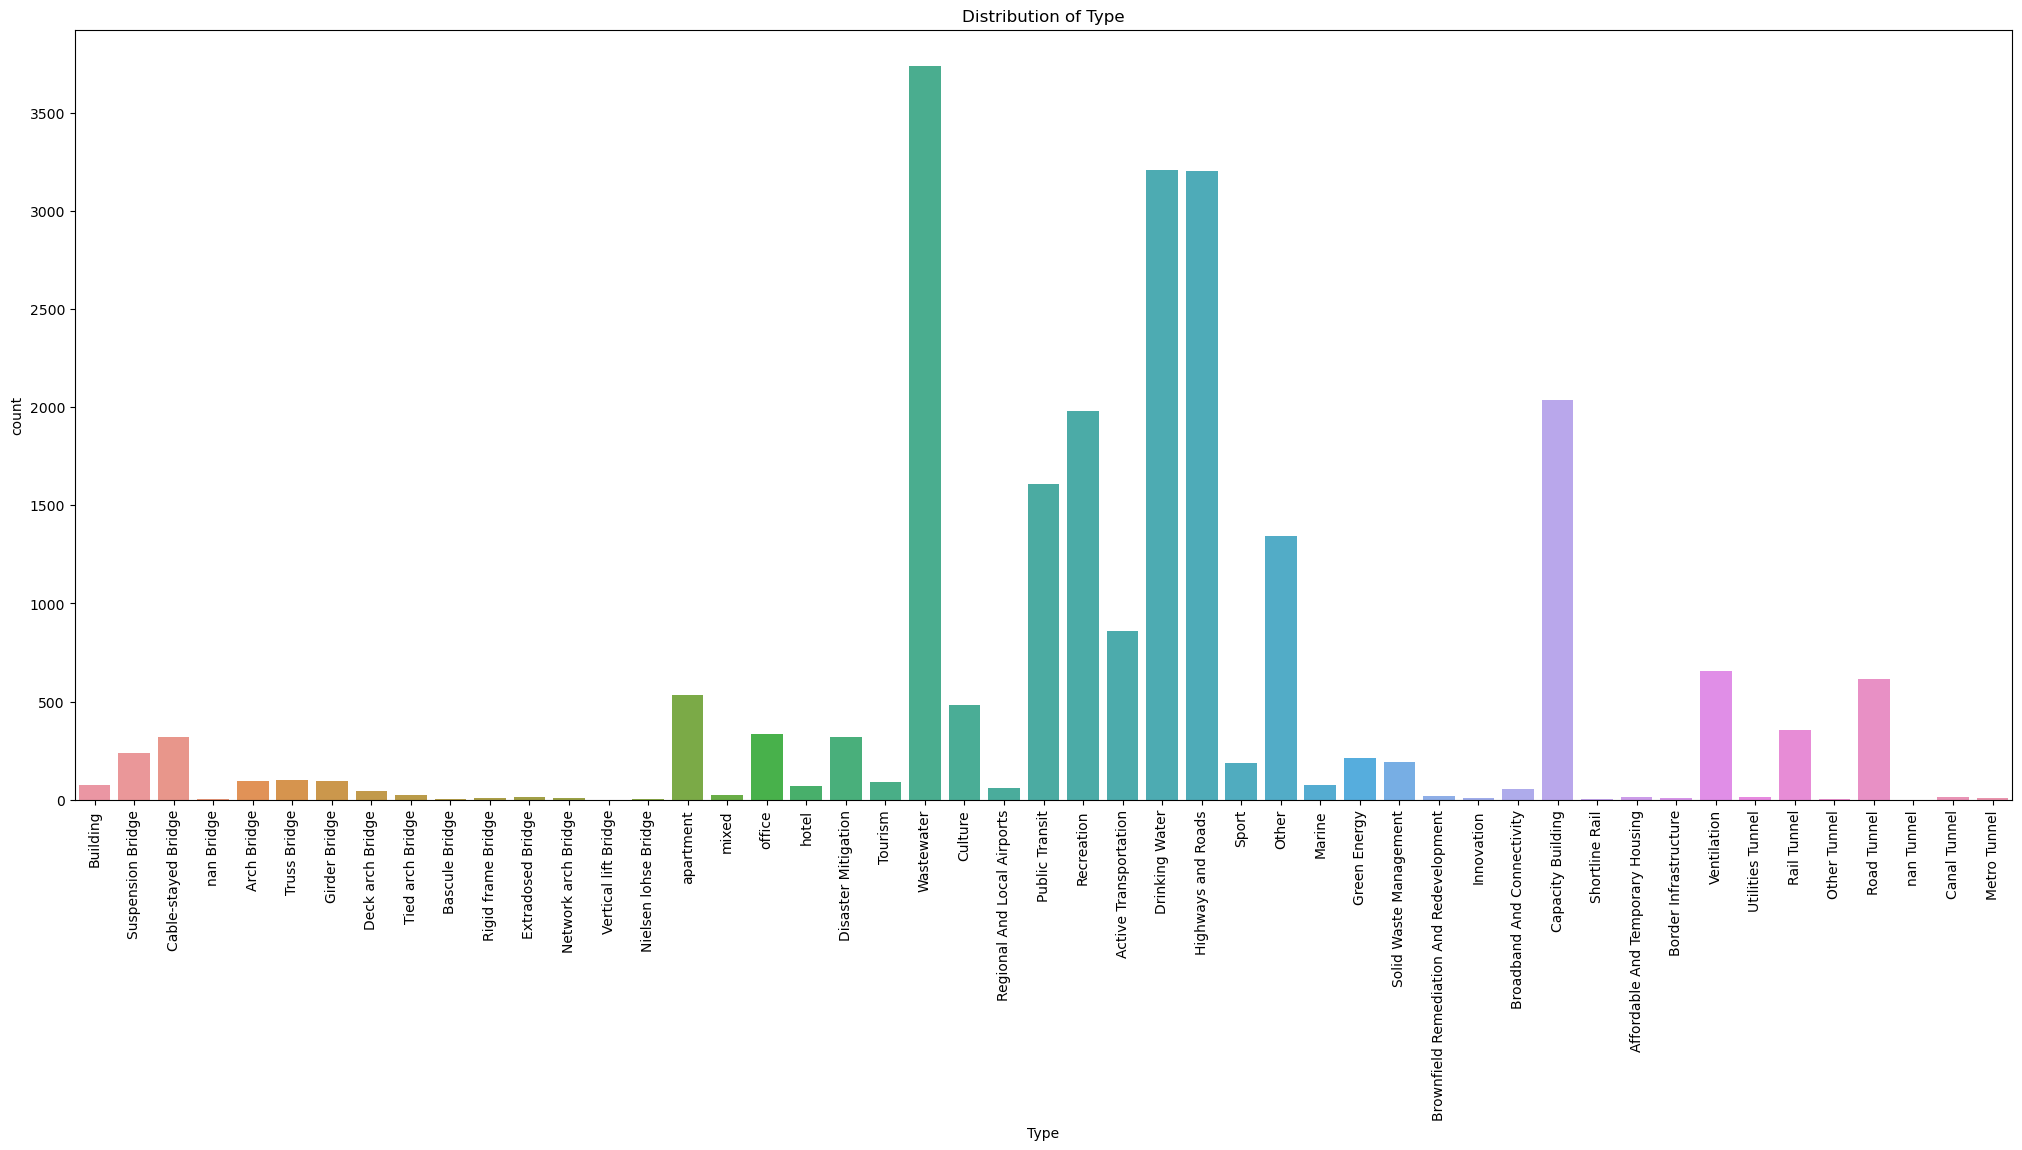 Distribution of Type
3500
3000
2500
2000
1500
1000
500
0
count
Building
Suspension Bridge
Cable-stayed Bridge
nan Bridge
Arch Bridge
Truss Bridge
Girder Bridge
Deck arch Bridge
Tied arch Bridge
Bascule Bridge
Rigid frame Bridge
Extradosed Bridge
Network arch Bridge
Vertical lift Bridge
Nielsen lohse Bridge
apartment
mixed
office
hotel
Disaster Mitigation
Tourism
Wastewater
Culture
Regional And Local Airports
Public Transit
Recreation
Active Transportation
Drinking Water
Highways and Roads
Sport
Other
Marine
Green Energy
Solid Waste Management
Brownfield Remediation And Redevelopment
Innovation
Broadband And Connectivity
Capacity Building
Shortline Rail
Affordable And Temporary Housing
Border Infrastructure
Ventilation
Utilities Tunnel
Rail Tunnel
Other Tunnel
Road Tunnel
nan Tunnel
Canal Tunnel
Metro Tunnel
Type